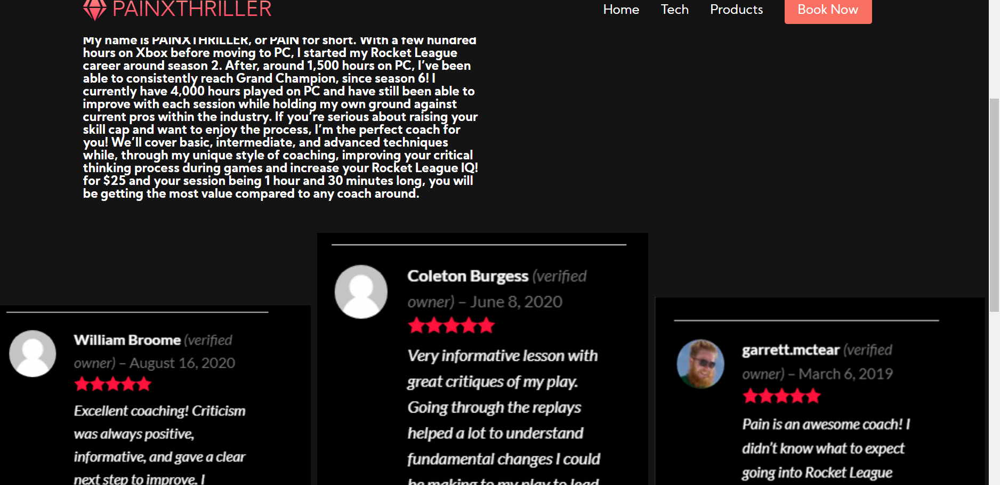 PAINXTHRILLER
Home
Tech
Products
Book Now
My name is PAINXTHRILLER, or PAIN for short. With a few hundred
hours on Xbox before moving to PC, I started my Rocket League
career around season 2. After, around 1,500 hours on PC, I’ve been
able to consistently reach Grand Champion, since season 6! I
currently have 4,000 hours played on PC and have still been able to
improve with each session while holding my own ground against
current pros within the industry. If you’re serious about raising your
skill cap and want to enjoy the process, I’m the perfect coach for
you! We’ll cover basic, intermediate, and advanced techniques
while, through my unique style of coaching, improving your critical
thinking process during games and increase your Rocket League IQ!
for $25 and your session being 1 hour and 30 minutes long, you will
be getting the most value compared to any coach around.
William Broome (verified
owner) – August 16, 2020
Excellent coaching! Criticism
was always positive,
informative, and gave a clear
next step to improve. I
Coleton Burgess (verified
owner) – June 8, 2020
Very informative lesson with
great critiques of my play.
Going through the replays
helped a lot to understand
fundamental changes I could
be making to my play to lead
garrett.mctear (verified
owner) – March 6, 2019
Pain is an awesome coach! I
didn’t know what to expect
going into Rocket League